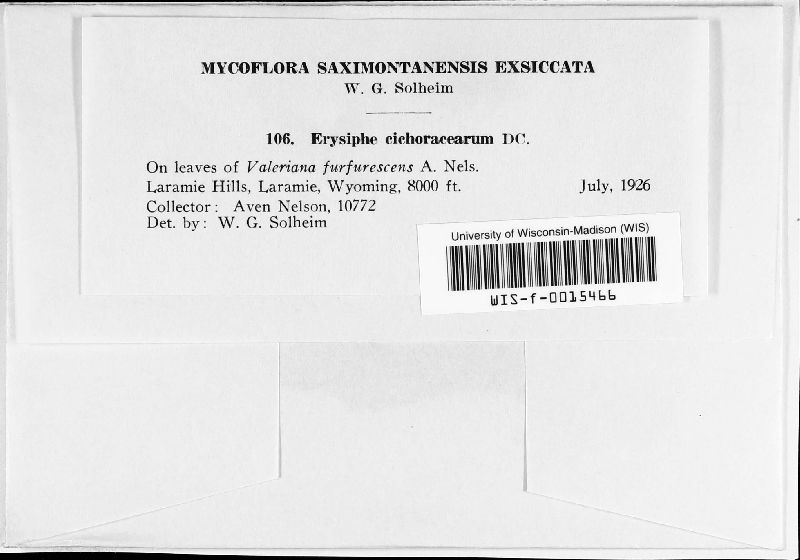 MYCOFLORA SAXIMONTANENSIS EXSICCATA
W. G. Solheim
106. Erysiphe cichoracearum DC.
On leaves of Valeriana furfurescens A. Nels.
Laramie Hills, Laramie, Wyoming, 8000 ft. July, 1926
Collector: Aven Nelson, 10772
Det. by: W. G. Solheim
University of Wisconsin-Madison (WIS)
WIS-f-0015466